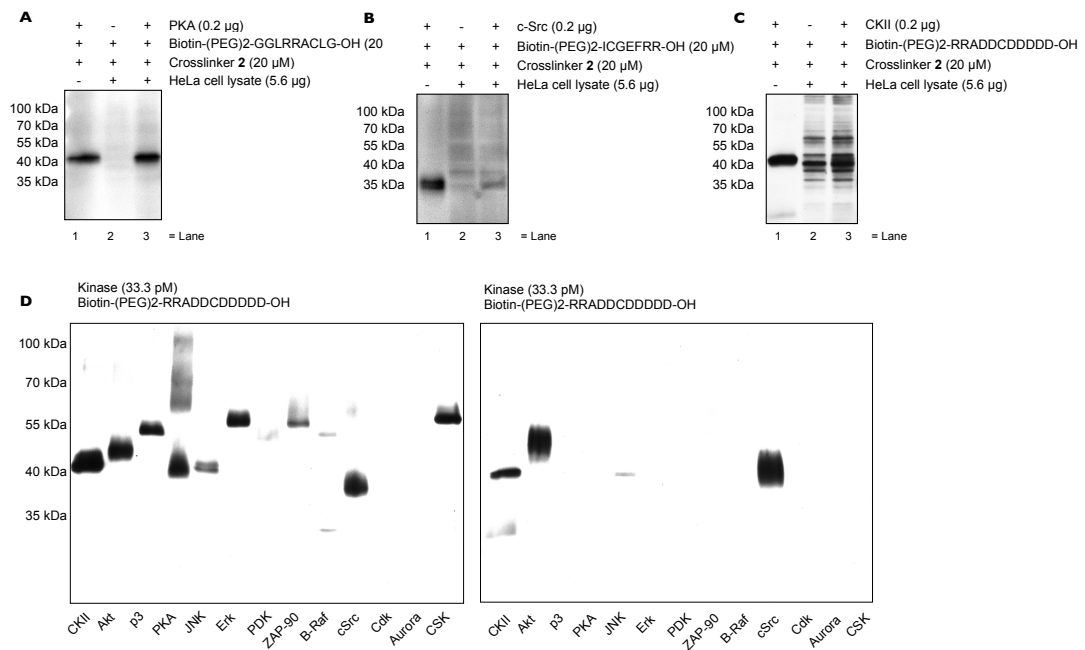 A
+ - + PKA (0.2 µg)
+ + + Biotin-(PEG)2-GGLRRACLG-OH (20
+ + + Crosslinker 2 (20 µM)
- + + HeLa cell lysate (5.6 µg)
100 kDa
70 kDa
55 kDa
40 kDa
35 kDa
1 2 3 = Lane
B
+ - + c-Src (0.2 µg)
+ + + Biotin-(PEG)2-ICGEFRR-OH (20 µM)
+ + + Crosslinker 2 (20 µM)
- + + HeLa cell lysate (5.6 µg)
100 kDa
70 kDa
55 kDa
40 kDa
35 kDa
1 2 3 = Lane
C
+ - + CKII (0.2 µg)
+ + + Biotin-(PEG)2-RRADDCDDDDD-OH
+ + + Crosslinker 2 (20 µM)
- + + HeLa cell lysate (5.6 µg)
100 kDa
70 kDa
55 kDa
40 kDa
35 kDa
1 2 3 = Lane
D
Kinase (33.3 pM)
Biotin-(PEG)2-RRADDCDDDDD-OH
100 kDa
70 kDa
55 kDa
40 kDa
35 kDa
CKII Akt p3 PKA JNK Erk PDK ZAP-90 B-Raf cSrc Cdk Aurora CSK
Kinase (33.3 pM)
Biotin-(PEG)2-RRADDCDDDDD-OH
CKII Akt p3 PKA JNK Erk PDK ZAP-90 B-Raf cSrc Cdk Aurora CSK